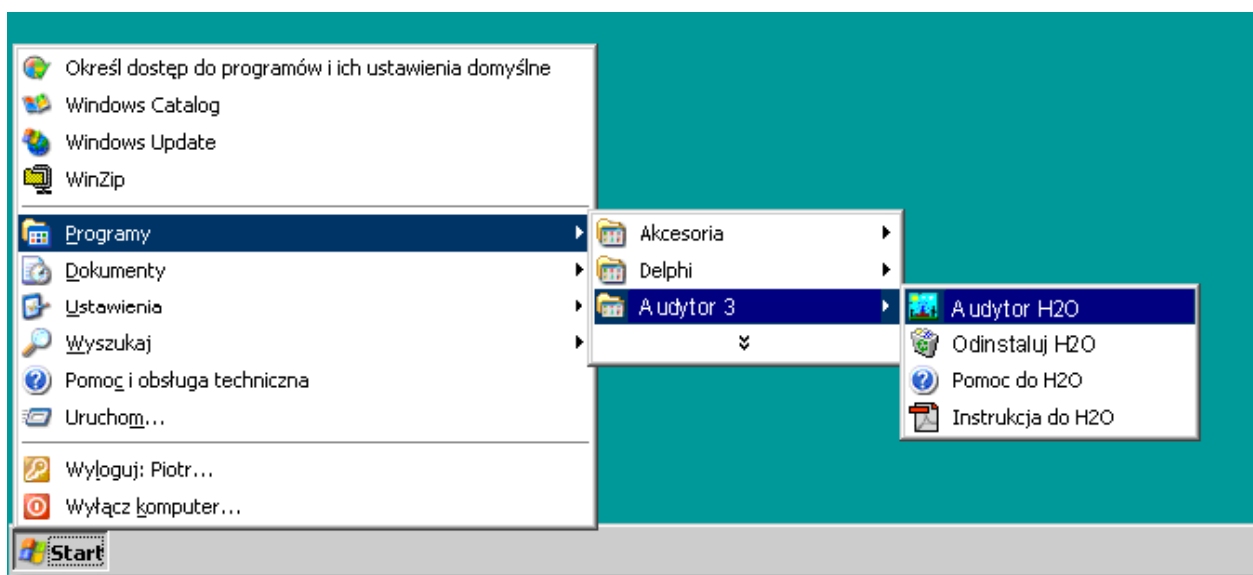 Określ dostęp do programów i ich ustawienia domyślne
Windows Catalog
Windows Update
WinZip
Programy
Dokumenty
Ustawienia
Wyszukaj
Pomoc i obsługa techniczna
Uruchom...
Wyloguj: Piotr...
Wyłącz komputer...
Start
Akcesoria
Delphi
Audytor 3
Audytor H2O
Odinstaluj H2O
Pomoc do H2O
Instrukcja do H2O